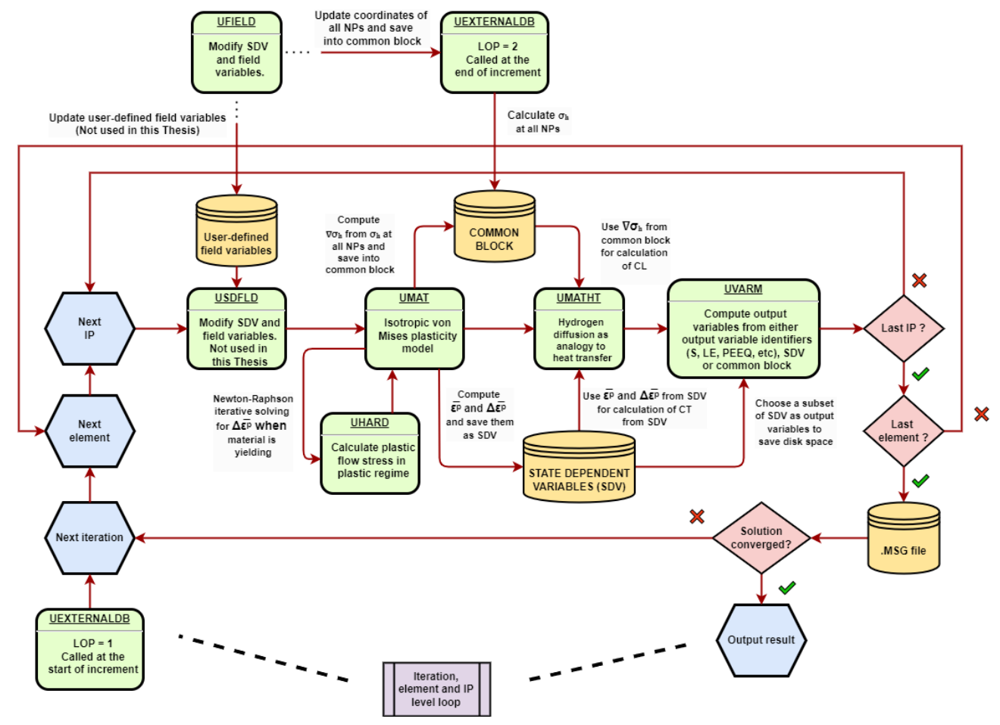 UFIELD
Modify SDV
and field
variables.
Update coordinates of
all NPs and save
into common block
UEXTERNALDB
LOP = 2
Called at the
end of increment
Update user-defined field variables
(Not used in this Thesis)
Calculate σₕ
at all NPs
User-defined
field variables
Compute
∇σₕ from σₕ at
all NPs and
save into
common block
COMMON
BLOCK
Use ∇σₕ from
common block
for calculation
of CL
Next
IP
USDFLD
Modify SDV and
field variables.
Not used in
this Thesis
UMAT
Isotropic von
Mises plasticity
model
UMATHT
Hydrogen
diffusion as
analogy to
heat transfer
UVARM
Compute output
variables from either
output variable identifiers
(S, LE, PEEQ, etc), SDV
or common block
Last IP ?
Next
element
Newton-Raphson
iterative solving
for Δε̅ᵖ when
material is
yielding
UHARD
Calculate plastic
flow stress in
plastic regime
Compute
ε̅ᵖ and Δε̅ᵖ
and save them
as SDV
Use ε̅ᵖ and Δε̅ᵖ from SDV
for calculation of CT
from SDV
STATE DEPENDENT
VARIABLES (SDV)
Choose a subset
of SDV as output
variables to
save disk space
Last
element ?
Next iteration
Solution
converged?
.MSG file
UEXTERNALDB
LOP = 1
Called at the
start of increment
Iteration,
element and IP
level loop
Output result